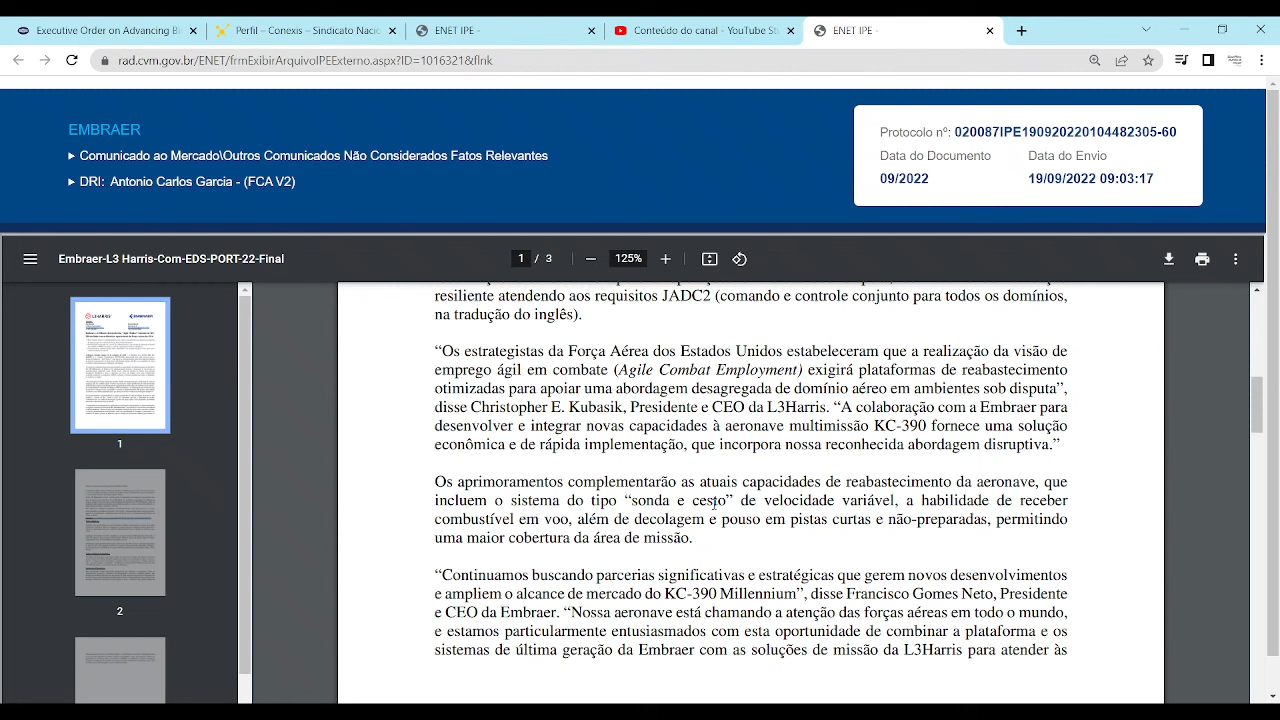 Executive Order on Advancing Bi
Perfil – Conexis – Sindicato Nacio
ENET IPE -
Conteúdo do canal - YouTube St
ENET IPE -
rad.cvm.gov.br/ENET/frmExibirArquivoIPEExterno.aspx?ID=1016321&flnk
EMBRAER
Comunicado ao Mercado\Outros Comunicados Não Considerados Fatos Relevantes
DRI: Antonio Carlos Garcia - (FCA V2)
Protocolo nº: 020087IPE190920220104482305-60
Data do Documento Data do Envio
09/2022 19/09/2022 09:03:17
Embraer-L3 Harris-Com-EDS-PORT-22-Final
1 / 3
125%
resiliente atendendo aos requisitos JADC2 (comando e controle conjunto para todos os domínios,
na tradução do inglês).
“Os estrategistas da Força Aérea dos Estados Unidos estabeleceram que a realização da visão de
emprego ágil em combate (Agile Combat Employment) exigirá plataformas de reabastecimento
otimizadas para apoiar uma abordagem desagregada de domínio aéreo em ambientes sob disputa”,
disse Christopher E. Kubasik, Presidente e CEO da L3Harris. “A colaboração com a Embraer para
desenvolver e integrar novas capacidades à aeronave multimissão KC-390 fornece uma solução
econômica e de rápida implementação, que incorpora nossa reconhecida abordagem disruptiva.”
Os aprimoramentos complementarão as atuais capacidades de reabastecimento da aeronave, que
incluem o sistema do tipo “sonda e cesto” de velocidade variável, a habilidade de receber
combustível em voo, além de decolagem e pouso em pistas curtas e não-preparadas, permitindo
uma maior cobertura da área de missão.
“Continuamos buscando parcerias significativas e estratégicas que gerem novos desenvolvimentos
e ampliem o alcance de mercado do KC-390 Millennium”, disse Francisco Gomes Neto, Presidente
e CEO da Embraer. “Nossa aeronave está chamando a atenção das forças aéreas em todo o mundo,
e estamos particularmente entusiasmados com esta oportunidade de combinar a plataforma e os
sistemas de última geração da Embraer com as soluções de missão da L3Harris para atender às
L3HARRIS
EMBRAER
1
2